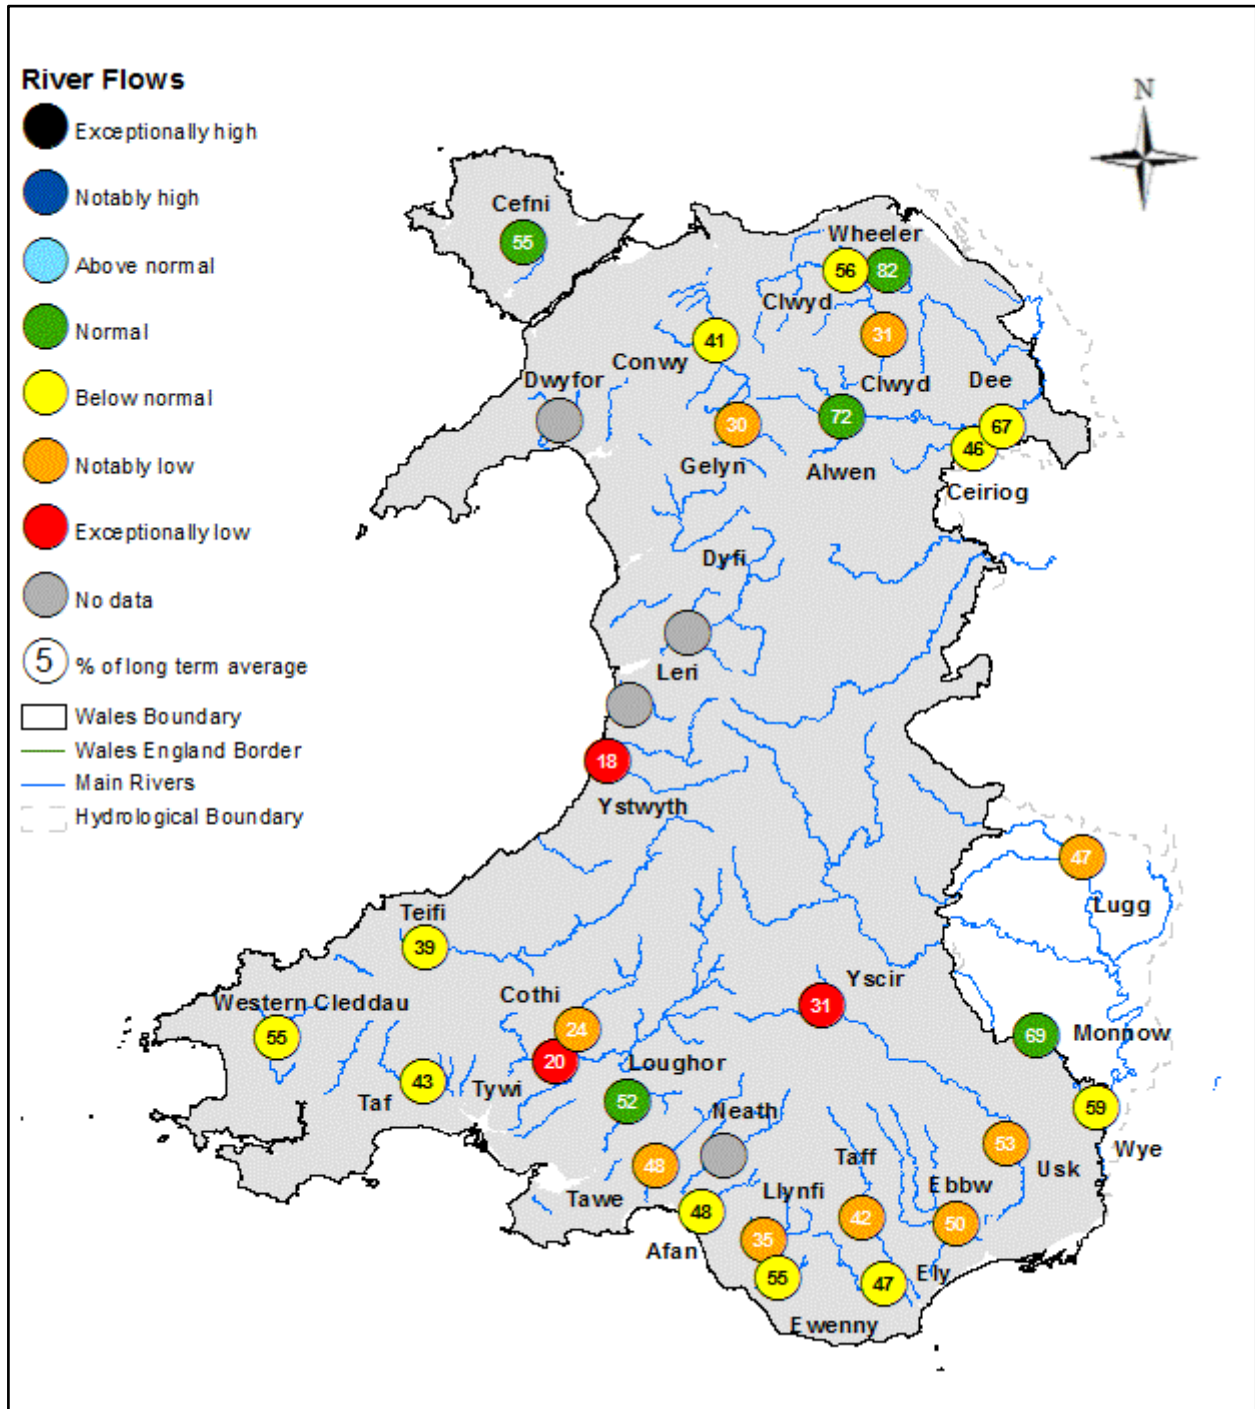 N
River Flows
Exceptionally high
Notably high
Above normal
Normal
Below normal
Notably low
Exceptionally low
No data
5 % of long term average
Wales Boundary
Wales England Border
Main Rivers
Hydrological Boundary
Cefni
55
Wheeler
56 82
Clwyd
31
Clwyd
41
Conwy
Dee
Dwyfor
30
Gelyn
72
Alwen
67
46
Ceiriog
Dyfi
Leri
18
Ystwyth
47
Lugg
Teifi
39
Western Cleddau
55
Cothi
24
20
Tywi
43
Taf
Yscir
31
69
Monnow
Loughor
52
Neath
59
Wye
53
Usk
48
Tawe
48
Afan
Llynfi
35
55
Ewenny
Taff
42
Ebbw
50
47
Ely